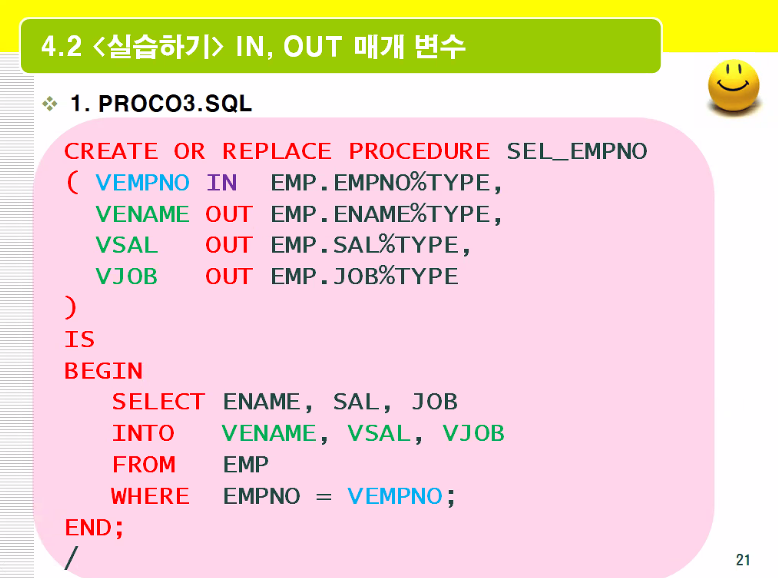 4.2 <실습하기> IN, OUT 매개 변수
1. PROCO3.SQL
CREATE OR REPLACE PROCEDURE SEL_EMPNO
( VEMPNO IN  EMP.EMPNO%TYPE,
  VENAME OUT EMP.ENAME%TYPE,
  VSAL   OUT EMP.SAL%TYPE,
  VJOB   OUT EMP.JOB%TYPE
)
IS
BEGIN
   SELECT ENAME, SAL, JOB
   INTO   VENAME, VSAL, VJOB
   FROM   EMP
   WHERE  EMPNO = VEMPNO;
END;
/
21